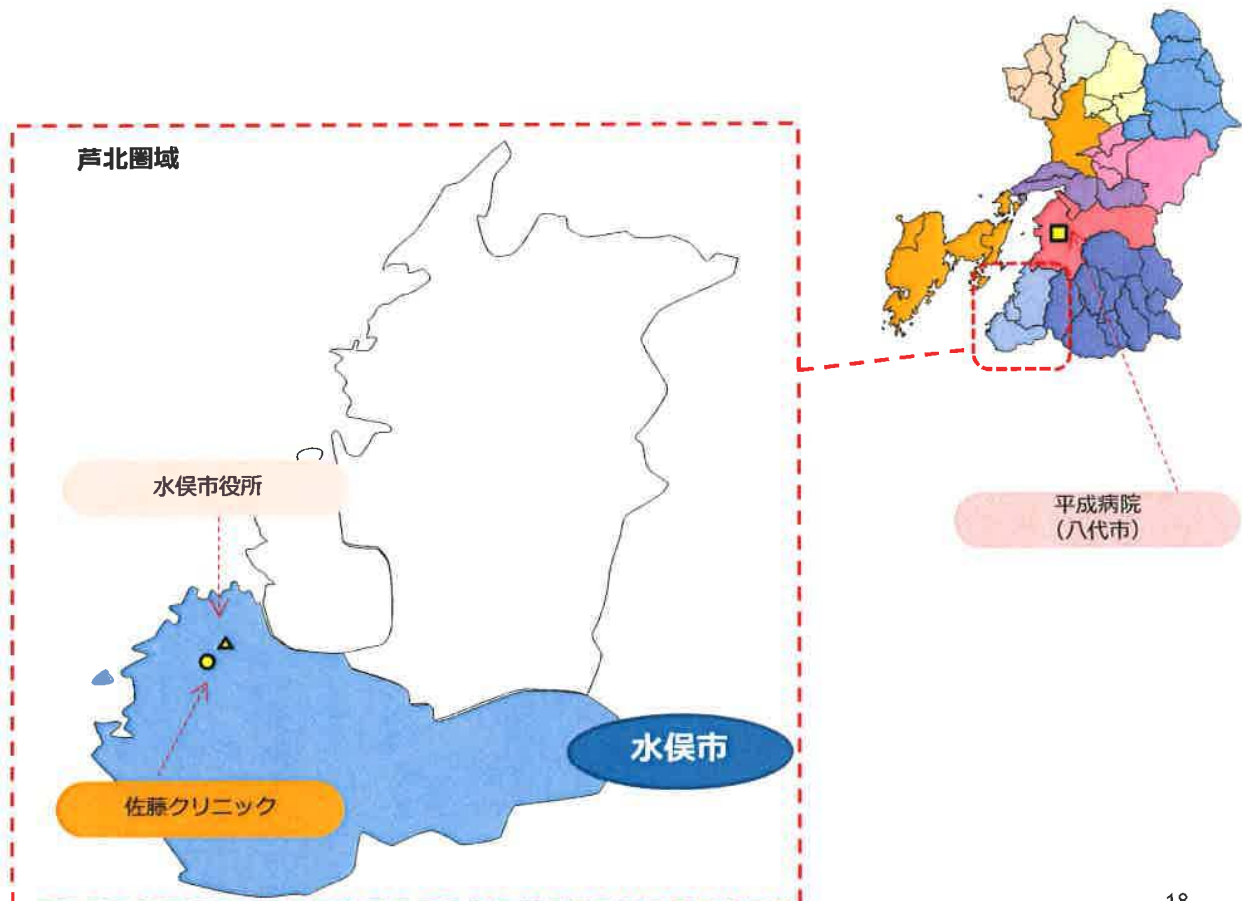 芦北圏域
水俣市役所
平成病院
（八代市）
水俣市
佐藤クリニック
18